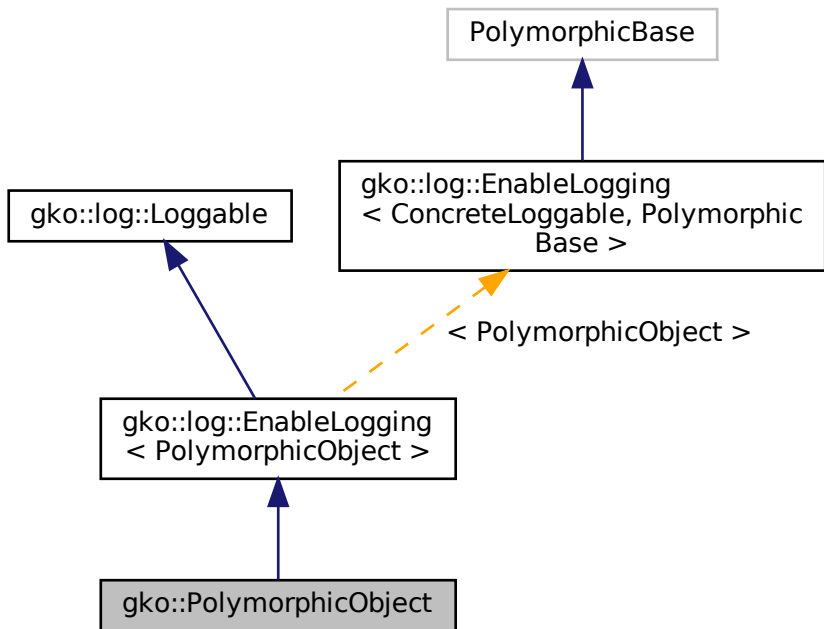 PolymorphicBase
gko::log::EnableLogging
< ConcreteLoggable, Polymorphic
Base >
gko::log::Loggable
< PolymorphicObject >
gko::log::EnableLogging
< PolymorphicObject >
gko::PolymorphicObject